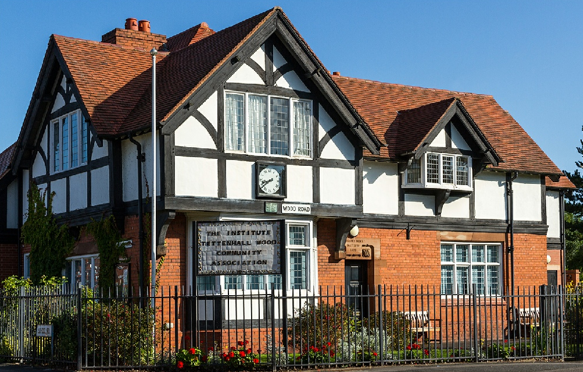 WOOD ROAD
THE INSTITUTE
TETTENHALL WOOD
COMMUNITY
ASSOCIATION